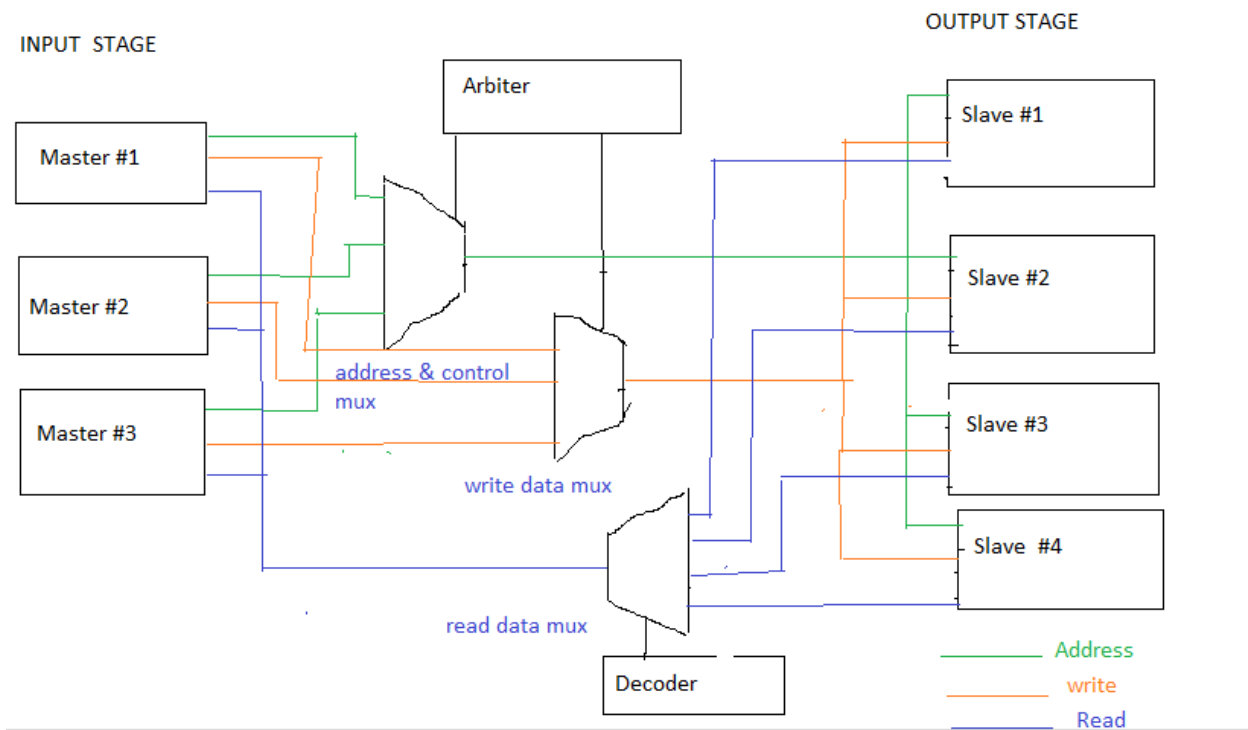 INPUT STAGE
OUTPUT STAGE
Arbiter
Master #1
Slave #1
Master #2
Slave #2
address & control
mux
Master #3
Slave #3
write data mux
Slave #4
read data mux
Decoder
Address
write
Read